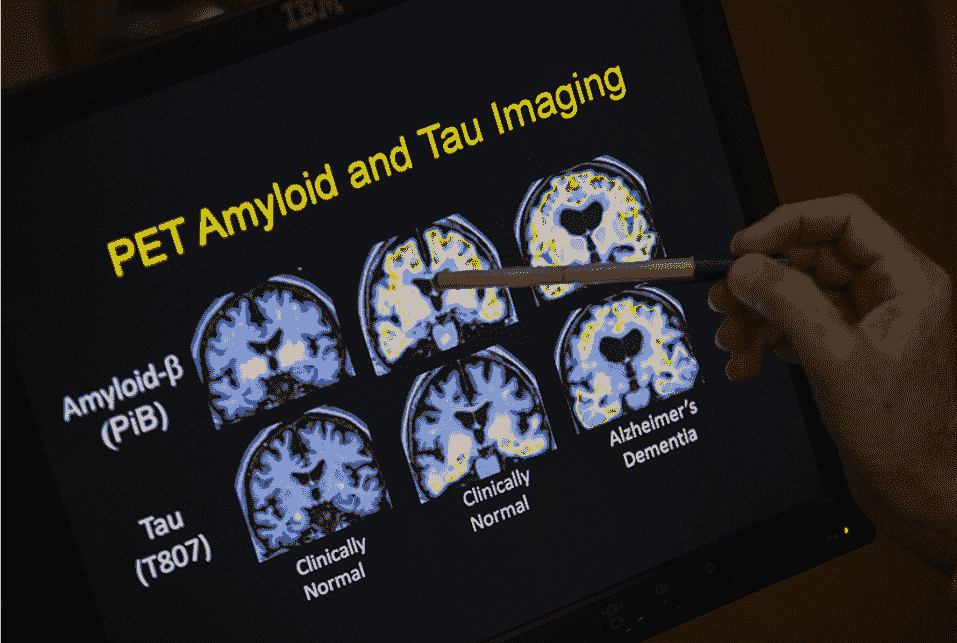 IBM
PET Amyloid and Tau Imaging
Amyloid-β
(PiB)
Tau
(T807)
Clinically
Normal
Clinically
Normal
Alzheimer's
Dementia